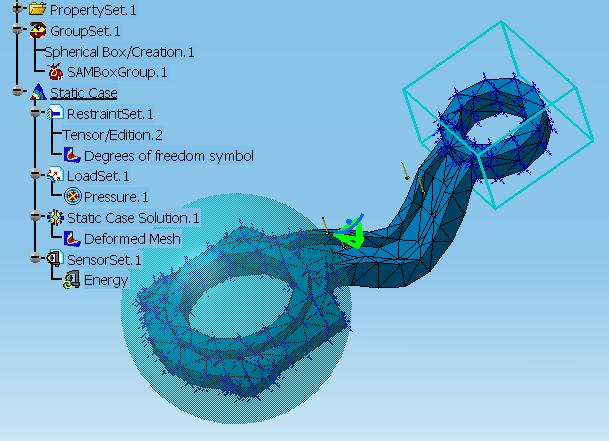 PropertySet.1
GroupSet.1
Spherical Box/Creation.1
SAMBoxGroup.1
Static Case
RestraintSet.1
Tensor/Edition.2
Degrees of freedom symbol
LoadSet.1
Pressure.1
Static Case Solution.1
Deformed Mesh
SensorSet.1
Energy